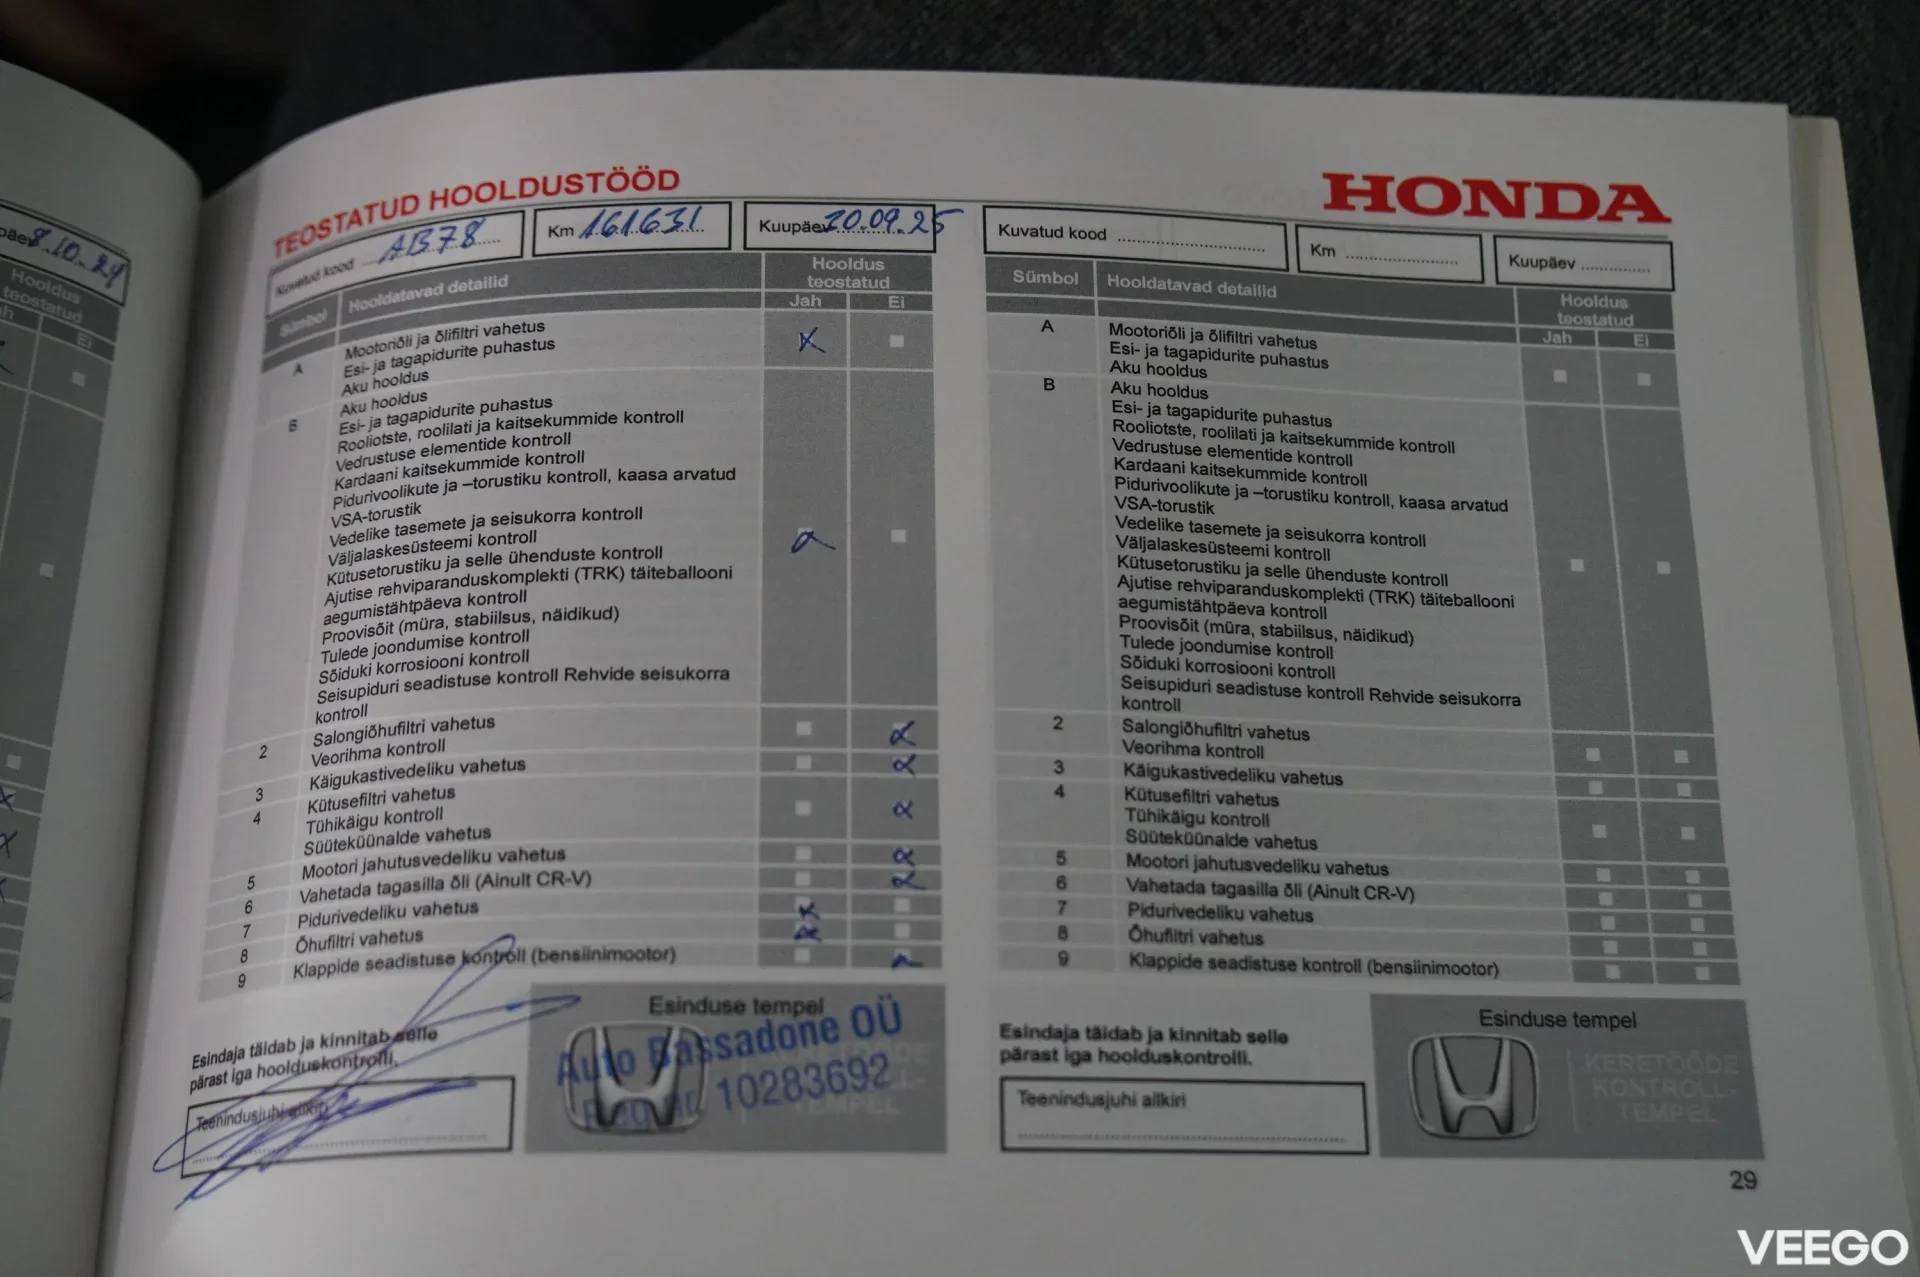 TEOSTATUD HOOLDUSTÖÖD
HONDA
8.10.24
Hooldus
teostatud
Ei
Kuvatud kood AB78
Km 161631
Kuupäev 30.09.25
Sümbol
Hooldatavad detailid
Hooldus
teostatud
Jah
Ei
A
Mootoriõli ja õlifiltri vahetus
Esi- ja tagapidurite puhastus
Aku hooldus
B
Aku hooldus
Esi- ja tagapidurite puhastus
Rooliotste, roolilati ja kaitsekummide kontroll
Vedrustuse elementide kontroll
Kardaani kaitsekummide kontroll
Pidurivoolikute ja –torustiku kontroll, kaasa arvatud
VSA-torustik
Vedelike tasemete ja seisukorra kontroll
Väljalaskesüsteemi kontroll
Kütusetorustiku ja selle ühenduste kontroll
Ajutise rehviparanduskomplekti (TRK) täiteballooni
aegumistähtpäeva kontroll
Proovisõit (müra, stabiilsus, näidikud)
Tulede joondumise kontroll
Sõiduki korrosiooni kontroll
Seisupiduri seadistuse kontroll Rehvide seisukorra
kontroll
2
Salongiõhufiltri vahetus
Veorihma kontroll
3
Käigukastivedeliku vahetus
4
Kütusefiltri vahetus
Tühikäigu kontroll
Süüteküünalde vahetus
5
Mootori jahutusvedeliku vahetus
6
Vahetada tagasilla õli (Ainult CR-V)
7
Pidurivedeliku vahetus
8
Õhufiltri vahetus
9
Klappide seadistuse kontroll (bensiinimootor)
Esindaja täidab ja kinnitab selle
pärast iga hoolduskontrolli.
Teenindusjuhi allkiri
Esinduse tempel
Auto Bassadone OÜ
Reg nr. 10283692
Kuvatud kood
Km
Kuupäev
Sümbol
Hooldatavad detailid
Hooldus
teostatud
Jah
Ei
A
Mootoriõli ja õlifiltri vahetus
Esi- ja tagapidurite puhastus
Aku hooldus
B
Aku hooldus
Esi- ja tagapidurite puhastus
Rooliotste, roolilati ja kaitsekummide kontroll
Vedrustuse elementide kontroll
Kardaani kaitsekummide kontroll
Pidurivoolikute ja –torustiku kontroll, kaasa arvatud
VSA-torustik
Vedelike tasemete ja seisukorra kontroll
Väljalaskesüsteemi kontroll
Kütusetorustiku ja selle ühenduste kontroll
Ajutise rehviparanduskomplekti (TRK) täiteballooni
aegumistähtpäeva kontroll
Proovisõit (müra, stabiilsus, näidikud)
Tulede joondumise kontroll
Sõiduki korrosiooni kontroll
Seisupiduri seadistuse kontroll Rehvide seisukorra
kontroll
2
Salongiõhufiltri vahetus
Veorihma kontroll
3
Käigukastivedeliku vahetus
4
Kütusefiltri vahetus
Tühikäigu kontroll
Süüteküünalde vahetus
5
Mootori jahutusvedeliku vahetus
6
Vahetada tagasilla õli (Ainult CR-V)
7
Pidurivedeliku vahetus
8
Õhufiltri vahetus
9
Klappide seadistuse kontroll (bensiinimootor)
Esindaja täidab ja kinnitab selle
pärast iga hoolduskontrolli.
Teenindusjuhi allkiri
Esinduse tempel
KERETÖÖDE
KONTROLL-
TEMPEL
29
VEEGO